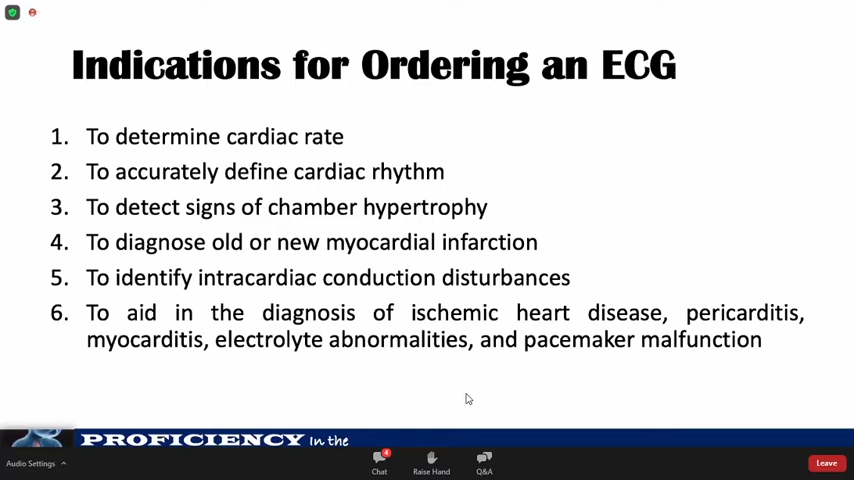 Indications for Ordering an ECG
1. To determine cardiac rate
2. To accurately define cardiac rhythm
3. To detect signs of chamber hypertrophy
4. To diagnose old or new myocardial infarction
5. To identify intracardiac conduction disturbances
6. To aid in the diagnosis of ischemic heart disease, pericarditis,
myocarditis, electrolyte abnormalities, and pacemaker malfunction
PROFICIENCY In the
Audio Settings
4
Chat
Raise Hand
Q&A
Leave